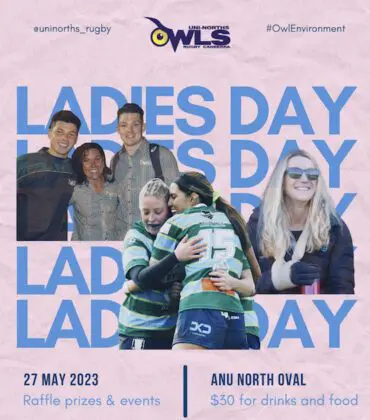 @uninorths_rugby
UNI-NORTHS
OWLS
RUGBY CANBERRA
#OwlEnvironment
LADIES DAY
LADIES DAY
LADIES DAY
LADIES DAY
LADIES DAY
15
27 MAY 2023
Raffle prizes & events
ANU NORTH OVAL
$30 for drinks and food